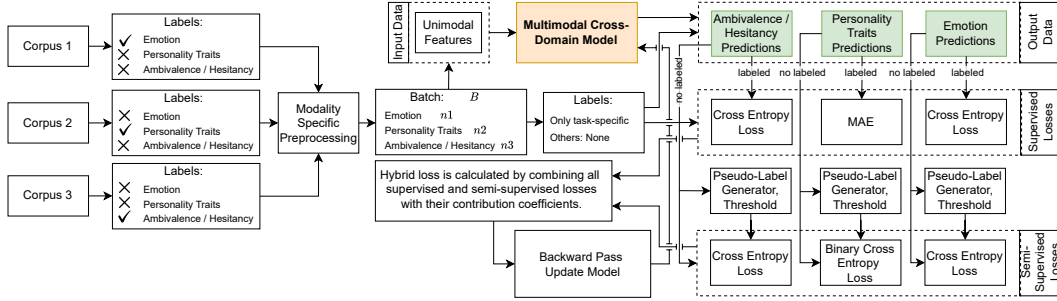 Corpus 1
Labels:
Emotion
Personality Traits
Ambivalence / Hesitancy
Corpus 2
Labels:
Emotion
Personality Traits
Ambivalence / Hesitancy
Corpus 3
Labels:
Emotion
Personality Traits
Ambivalence / Hesitancy
Modality
Specific
Preprocessing
Input Data
Unimodal
Features
Multimodal Cross-
Domain Model
Batch: B
Emotion n1
Personality Traits n2
Ambivalence / Hesitancy n3
Labels:
Only task-specific
Others: None
Hybrid loss is calculated by combining all
supervised and semi-supervised losses
with their contribution coefficients.
Backward Pass
Update Model
Ambivalence /
Hesitancy
Predictions
Personality
Traits
Predictions
Emotion
Predictions
Output
Data
no labeled
labeled
no labeled
labeled
no labeled
labeled
Cross Entropy
Loss
MAE
Cross Entropy
Loss
Supervised
Losses
Pseudo-Label
Generator,
Threshold
Pseudo-Label
Generator,
Threshold
Pseudo-Label
Generator,
Threshold
Cross Entropy
Loss
Binary Cross
Entropy
Loss
Cross Entropy
Loss
Semi-
Supervised
Losses